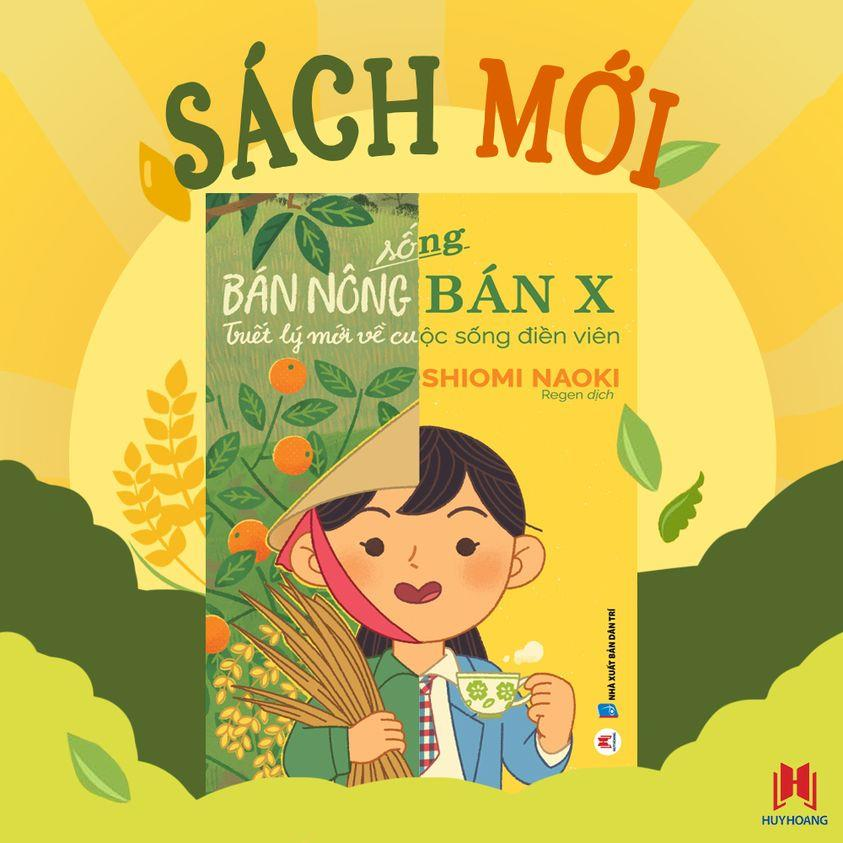 SÁCH MỚI
sống
BÁN NÔNG BÁN X
Triết lý mới về cuộc sống điền viên
SHIOMI NAOKI
Regen dịch
NHÀ XUẤT BẢN DÂN TRÍ
HUYHOANG
HUYHOANG